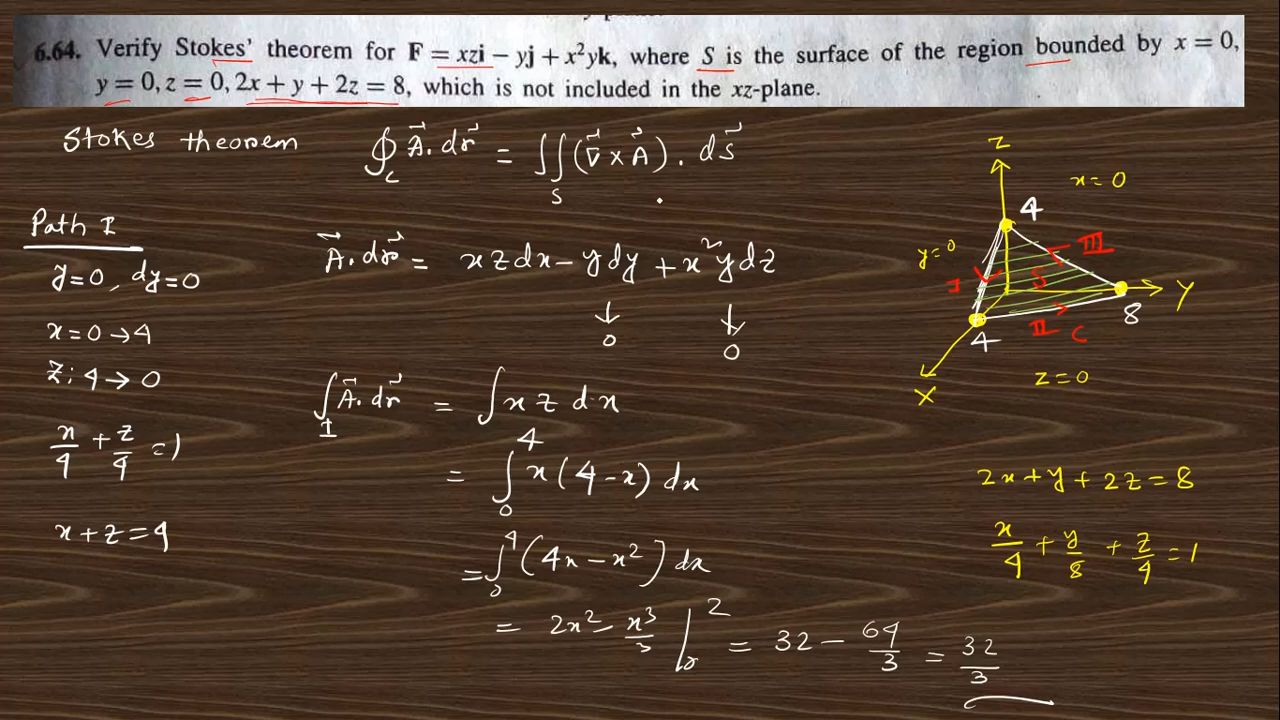 6.64. Verify Stokes' theorem for F = xzi − yj + x²yk, where S is the surface of the region bounded by x = 0,
y = 0, z = 0, 2x + y + 2z = 8, which is not included in the xz-plane.
Stokes theorem ∮_C A⃗ . dr⃗ = ∬_S (∇⃗ × A⃗) . ds⃗
Path I
y=0, dy=0
x = 0 → 4
z: 4 → 0
x/4 + z/4 = 1
x + z = 4
A⃗ . dr⃗ = xz dx − y dy + x² y dz
↓ ↓
0 0
∫_I A⃗ . dr⃗ = ∫ x z dx
= ∫_0^4 x (4 − x) dx
= ∫_0^4 (4x − x²) dx
= 2x² − x³/3 |_0^2 = 32 − 64/3 = 32/3
Z
x = 0
4
y=0
III
I
S
Y
8
II C
4
X
z = 0
2x + y + 2z = 8
x/4 + y/8 + z/4 = 1